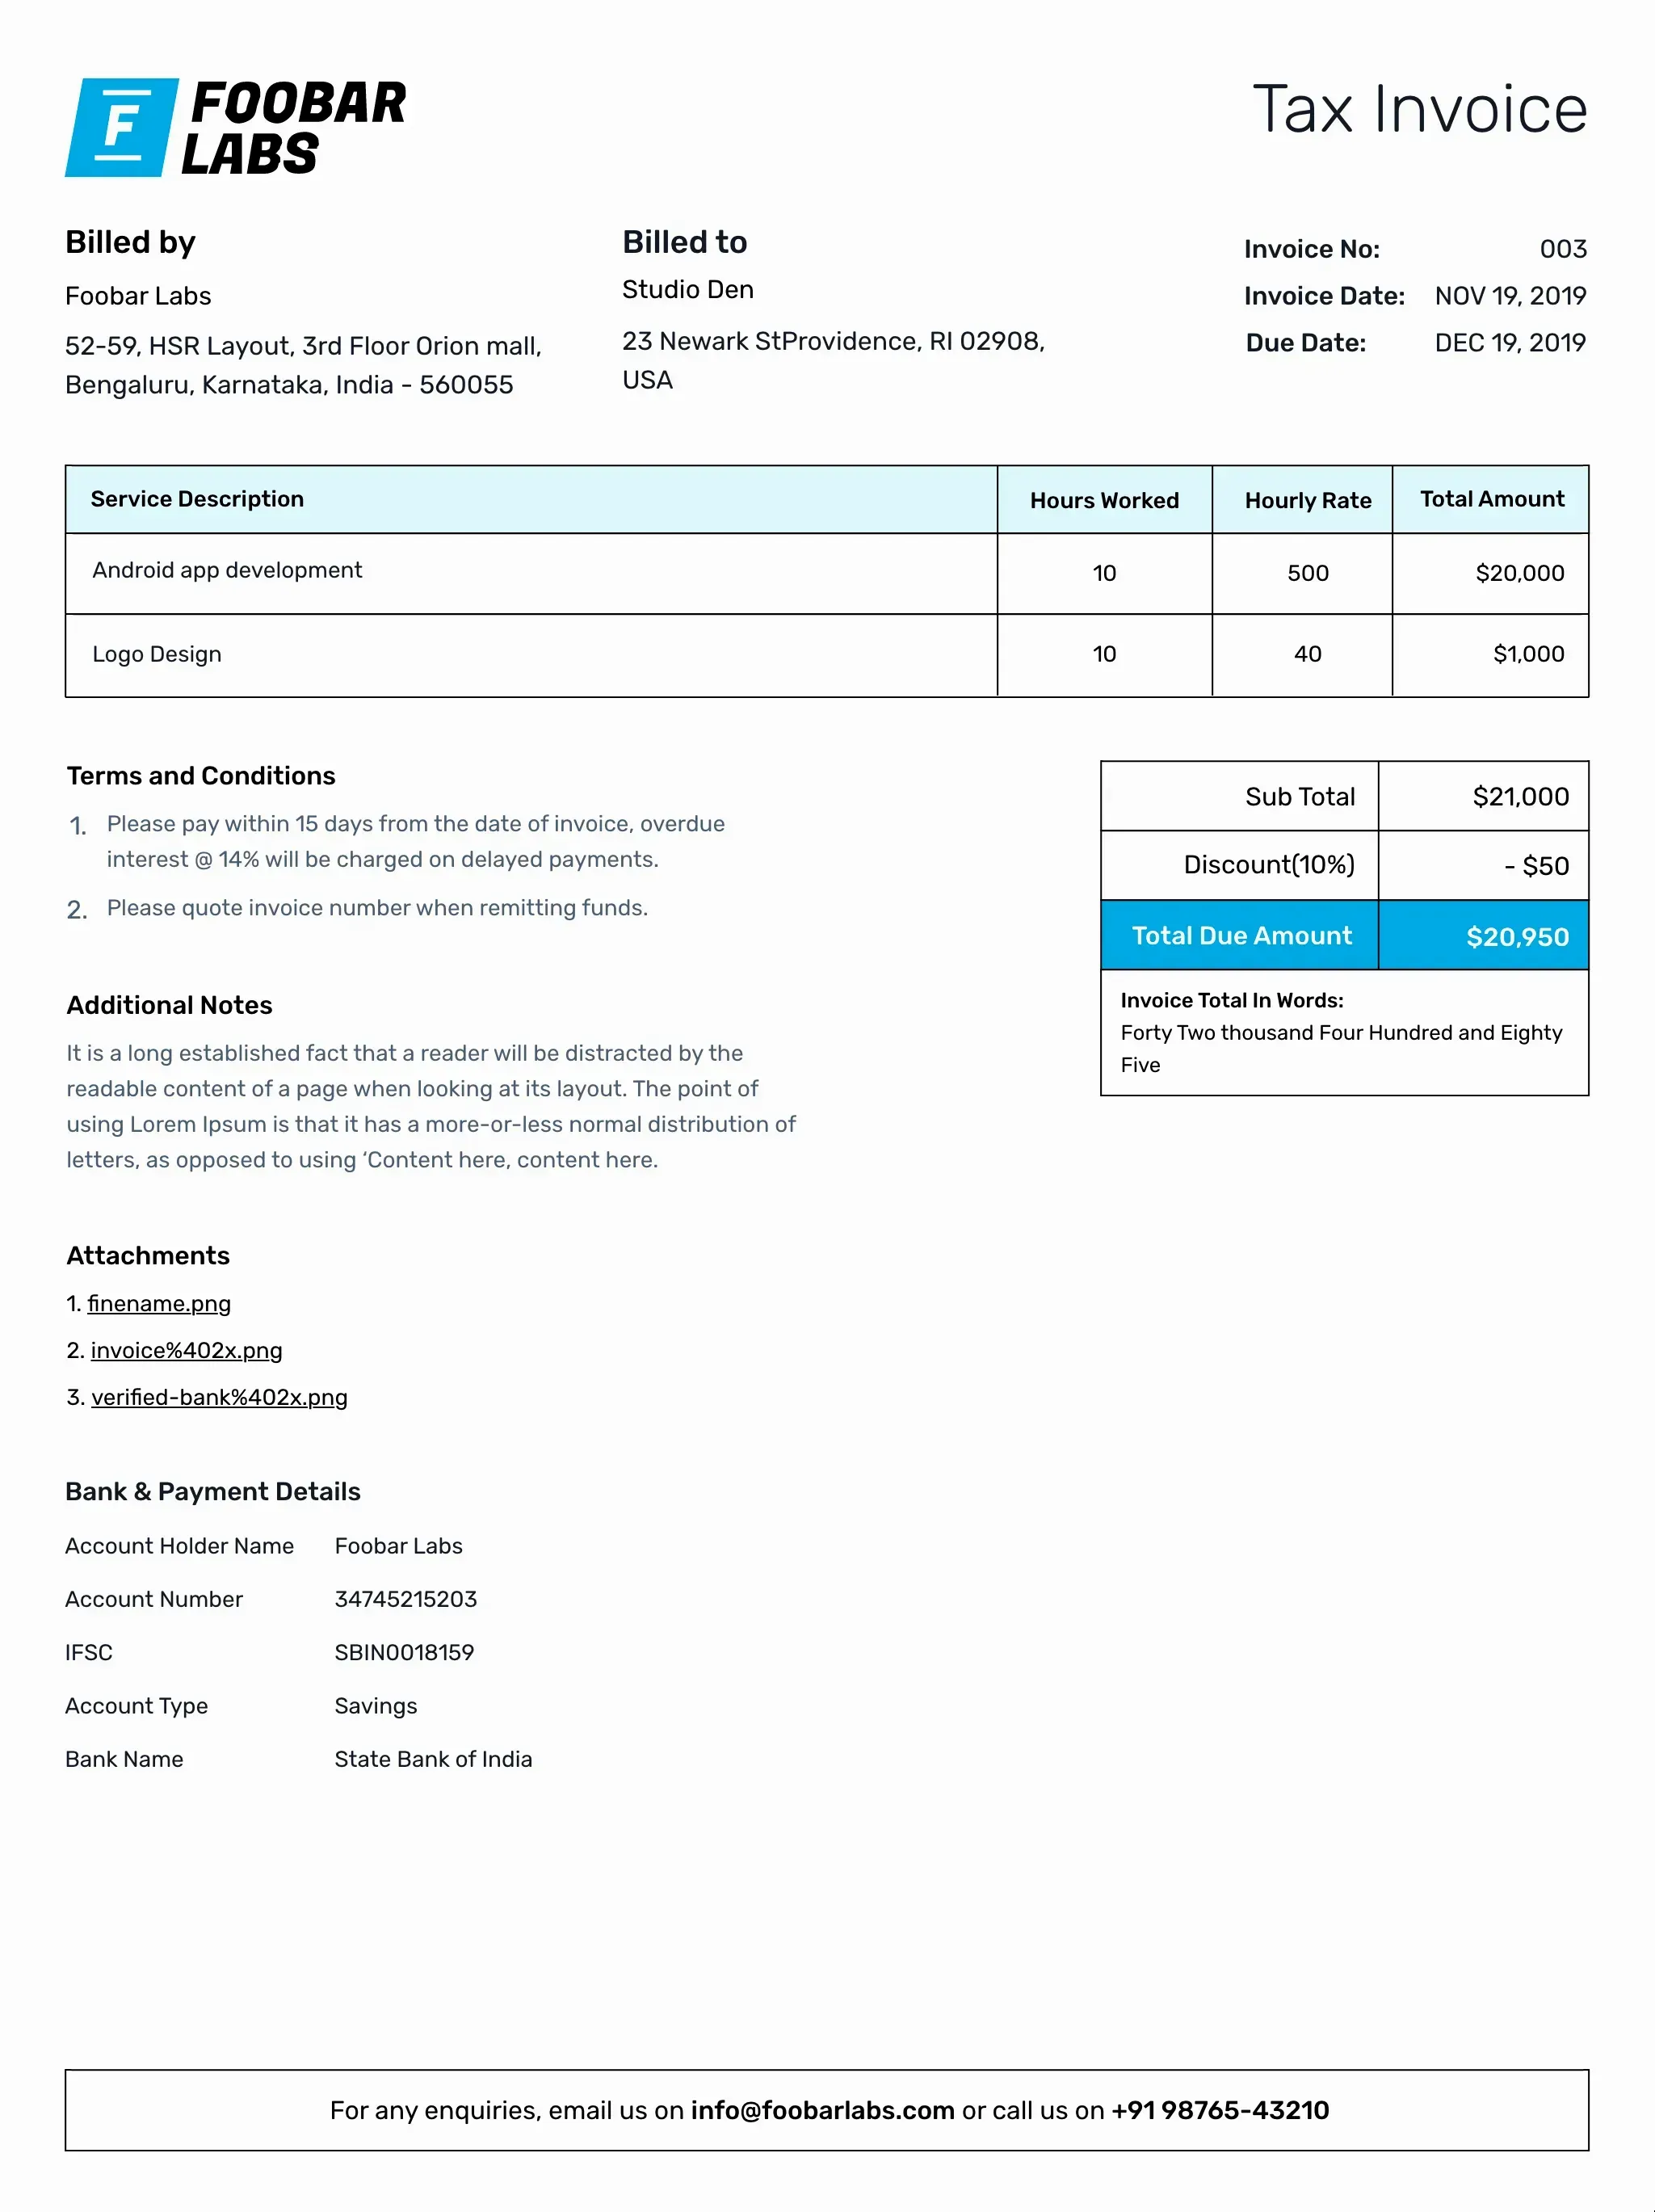 F
FOOBAR
LABS
Tax Invoice
Billed by
Foobar Labs
52-59, HSR Layout, 3rd Floor Orion mall,
Bengaluru, Karnataka, India - 560055
Billed to
Studio Den
23 Newark StProvidence, RI 02908,
USA
Invoice No: 003
Invoice Date: NOV 19, 2019
Due Date: DEC 19, 2019
Service Description Hours Worked Hourly Rate Total Amount
Android app development 10 500 $20,000
Logo Design 10 40 $1,000
Terms and Conditions
1. Please pay within 15 days from the date of invoice, overdue
interest @ 14% will be charged on delayed payments.
2. Please quote invoice number when remitting funds.
Sub Total $21,000
Discount(10%) - $50
Total Due Amount $20,950
Invoice Total In Words:
Forty Two thousand Four Hundred and Eighty
Five
Additional Notes
It is a long established fact that a reader will be distracted by the
readable content of a page when looking at its layout. The point of
using Lorem Ipsum is that it has a more-or-less normal distribution of
letters, as opposed to using ‘Content here, content here.
Attachments
1. finename.png
2. invoice%402x.png
3. verified-bank%402x.png
Bank & Payment Details
Account Holder Name Foobar Labs
Account Number 34745215203
IFSC SBIN0018159
Account Type Savings
Bank Name State Bank of India
For any enquiries, email us on info@foobarlabs.com or call us on +91 98765-43210